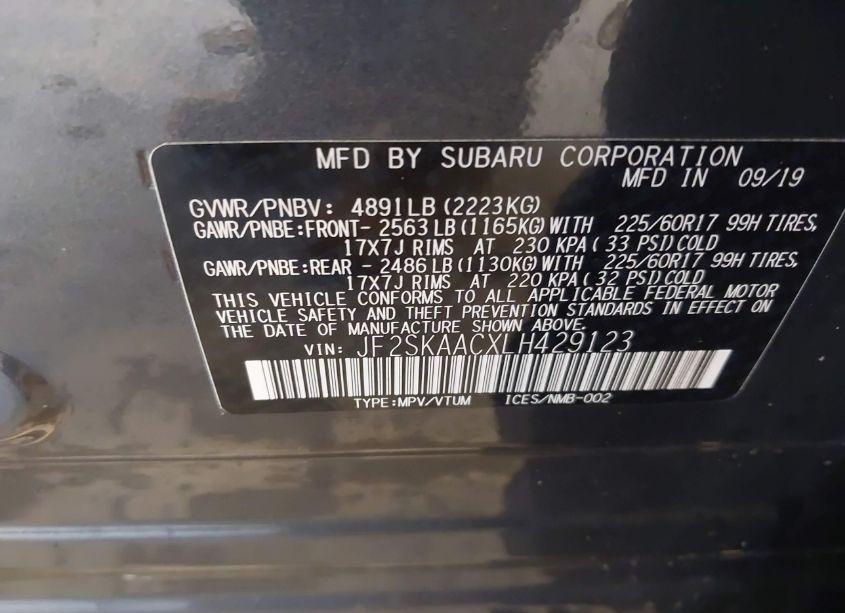 MFD BY SUBARU CORPORATION
MFD IN 09/19
GVWR/PNBV: 4891LB (2223KG)
GAWR/PNBE:FRONT- 2563LB(1165KG)WITH 225/60R17 99H TIRES,
17X7J RIMS AT 230 KPA( 33 PSI)COLD
GAWR/PNBE:REAR - 2486LB(1130KG)WITH 225/60R17 99H TIRES,
17X7J RIMS AT 220 KPA( 32 PSI)COLD
THIS VEHICLE CONFORMS TO ALL APPLICABLE FEDERAL MOTOR
VEHICLE SAFETY AND THEFT PREVENTION STANDARDS IN EFFECT ON
THE DATE OF MANUFACTURE SHOWN ABOVE.
VIN: JF2SKAACXLH429123
TYPE:MPV/VTUM ICES/NMB-002